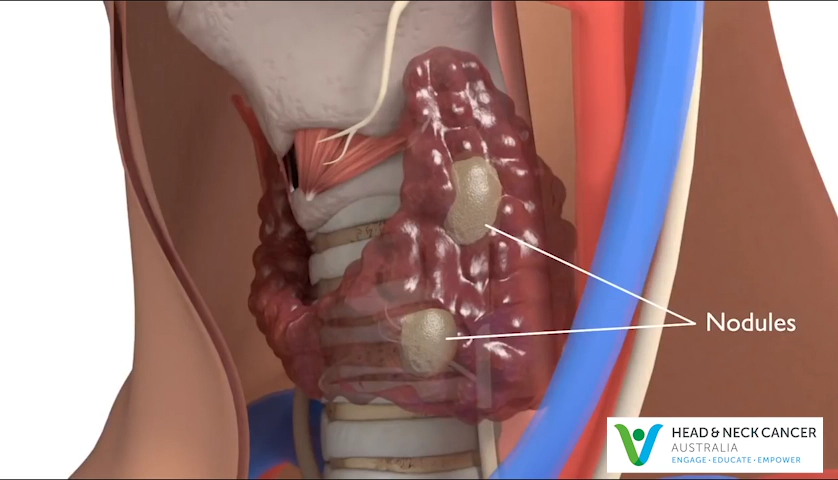 Nodules
HEAD & NECK CANCER
AUSTRALIA
ENGAGE · EDUCATE · EMPOWER